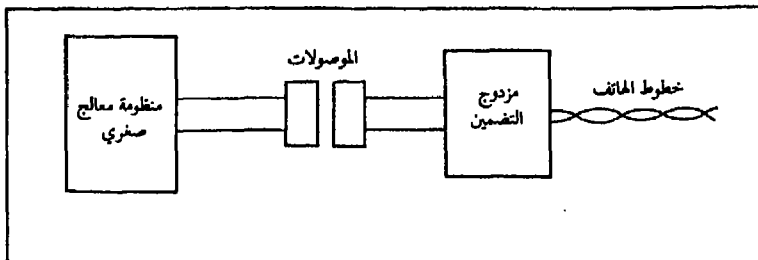 الموصولات
منظومة معالج
صغري
مزدوج
التضمين
خطوط الهاتف